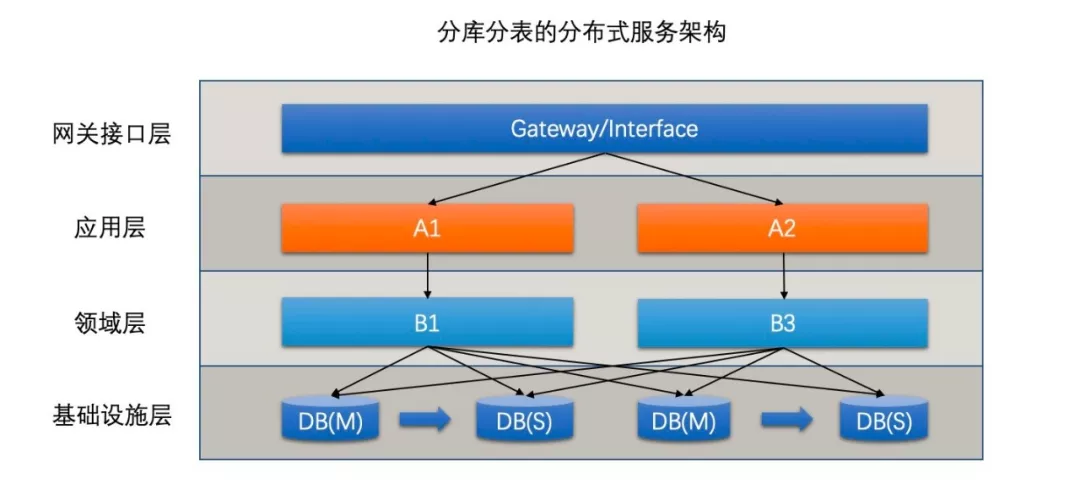 分库分表的分布式服务架构
网关接口层
Gateway/Interface
应用层
A1
A2
领域层
B1
B3
基础设施层
DB(M)
DB(S)
DB(M)
DB(S)